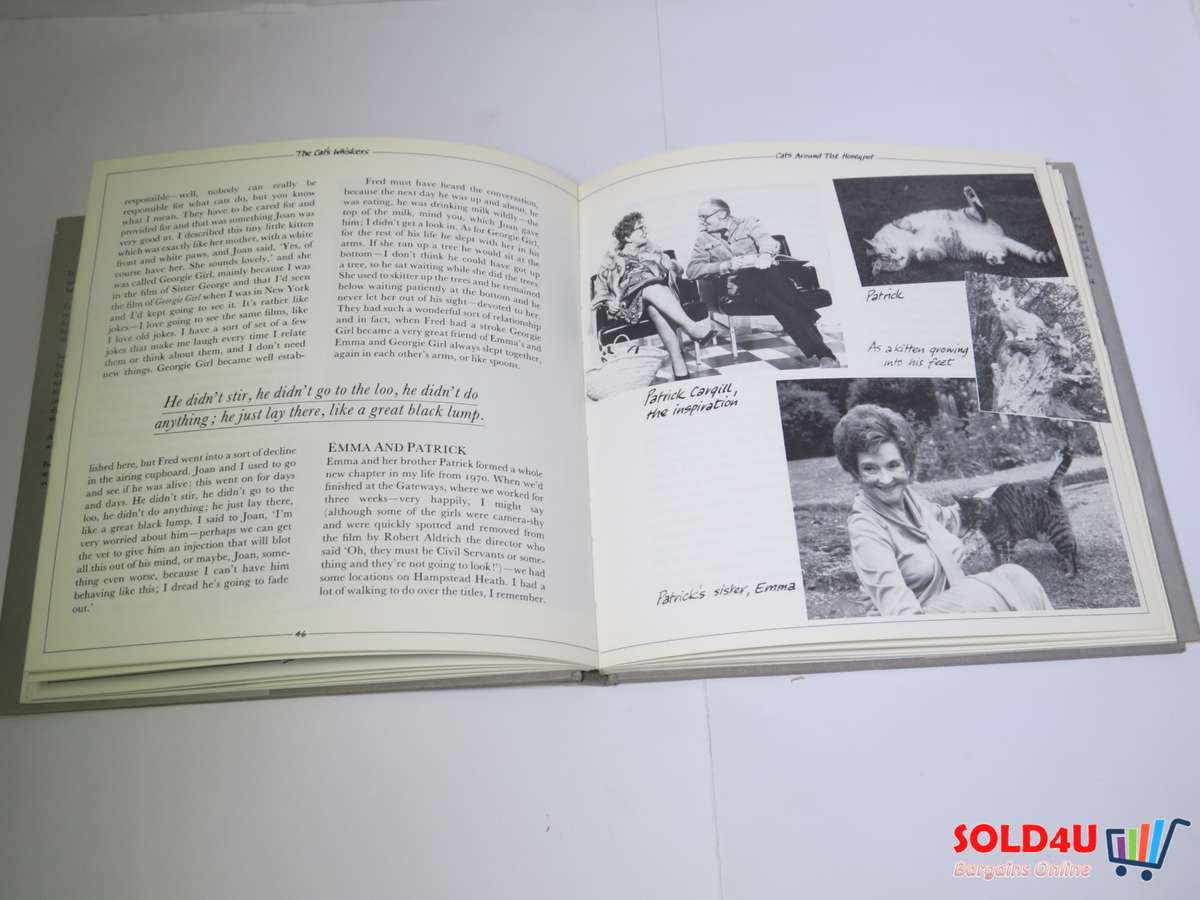 The Cat's Whiskers
responsible—well, nobody can really be
responsible for what cats do, but you know
what I mean. They have to be cared for and
provided for and that was something Joan was
very good at. I described this tiny little kitten
which was exactly like her mother, with a white
front and white paws, and Joan said, 'Yes, of
course have her. She sounds lovely,' and she
was called Georgie Girl, mainly because I was
in the film of Sister George and that I'd seen
the film of Georgie Girl when I was in New York
and I'd kept going to see it. It's rather like
jokes—I love going to see the same films, like
I love old jokes. I have a sort of set of a few
jokes that make me laugh every time I relate
them or think about them, and I don't need
new things. Georgie Girl became well estab-
Fred must have heard the conversation,
because the next day he was up and about, he
was eating, he was drinking milk wildly—the
top of the milk, mind you, which Joan gave
him; I didn't get a look in. As for Georgie Girl,
for the rest of his life he slept with her in his
arms. If she ran up a tree he would sit at the
bottom—I don't think he could have got up
a tree, so he sat waiting while she did the trees.
She used to skitter up the trees and he remained
below waiting patiently at the bottom and he
never let her out of his sight—devoted to her.
They had such a wonderful sort of relationship
and in fact, when Fred had a stroke Georgie
Girl became a very great friend of Emma's and
Emma and Georgie Girl always slept together,
again in each other's arms, or like spoons.
He didn't stir, he didn't go to the loo, he didn't do
anything; he just lay there, like a great black lump.
lished here, but Fred went into a sort of decline
in the airing cupboard. Joan and I used to go
and see if he was alive: this went on for days
and days. He didn't stir, he didn't go to the
loo, he didn't do anything; he just lay there,
like a great black lump. I said to Joan, 'I'm
very worried about him—perhaps we can get
the vet to give him an injection that will blot
all this out of his mind, or maybe, Joan, some-
thing even worse, because I can't have him
behaving like this; I dread he's going to fade
out.'
EMMA AND PATRICK
Emma and her brother Patrick formed a whole
new chapter in my life from 1970. When we'd
finished at the Gateways, where we worked for
three weeks—very happily, I might say
(although some of the girls were camera-shy
and were quickly spotted and removed from
the film by Robert Aldrich the director who
said 'Oh, they must be Civil Servants or some-
thing and they're not going to look!')—we had
some locations on Hampstead Heath. I had a
lot of walking to do over the titles, I remember.
46
Cats Around The Honeypot
Patrick
As a kitten growing
into his feet
Patrick Cargill,
the inspiration
Patrick's sister, Emma
SOLD4U
Bargains Online